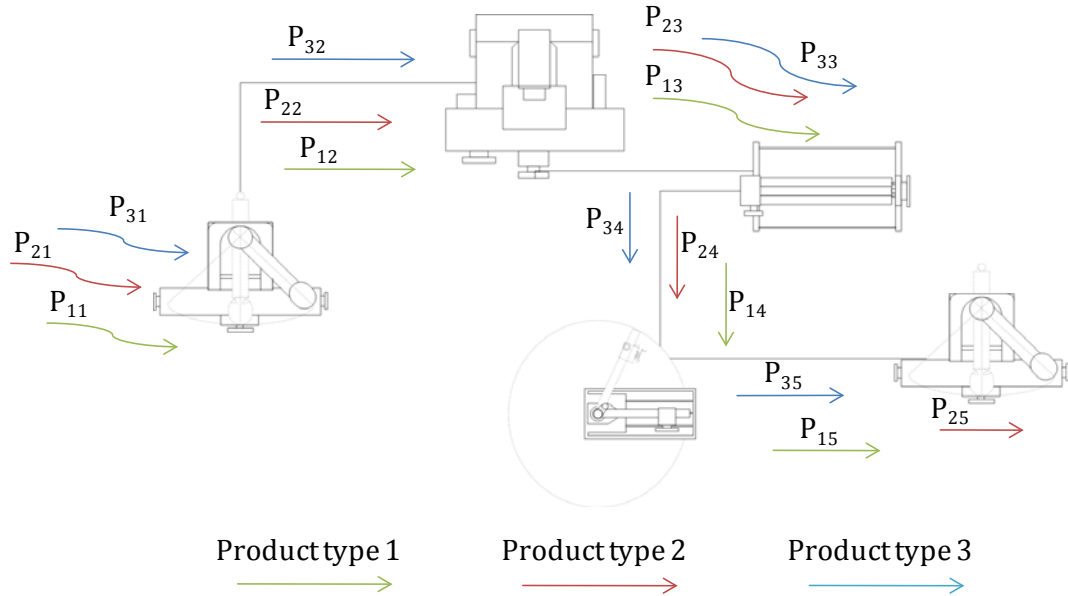 P23
P32
P33
P13
P22
P12
P31
P34
P21
P24
P11
P14
P35
P25
P15
Product type 1
Product type 2
Product type 3